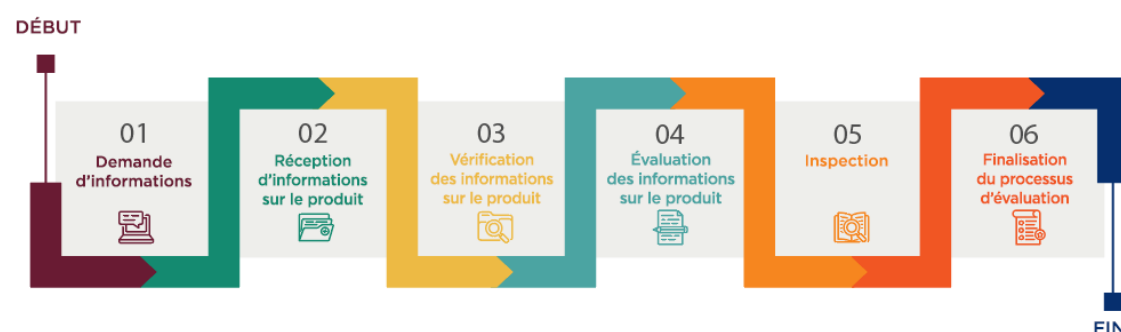 DÉBUT
01
Demande
d'informations
02
Réception
d'informations
sur le produit
03
Vérification
des informations
sur le produit
04
Évaluation
des informations
sur le produit
05
Inspection
06
Finalisation
du processus
d'évaluation
FIN